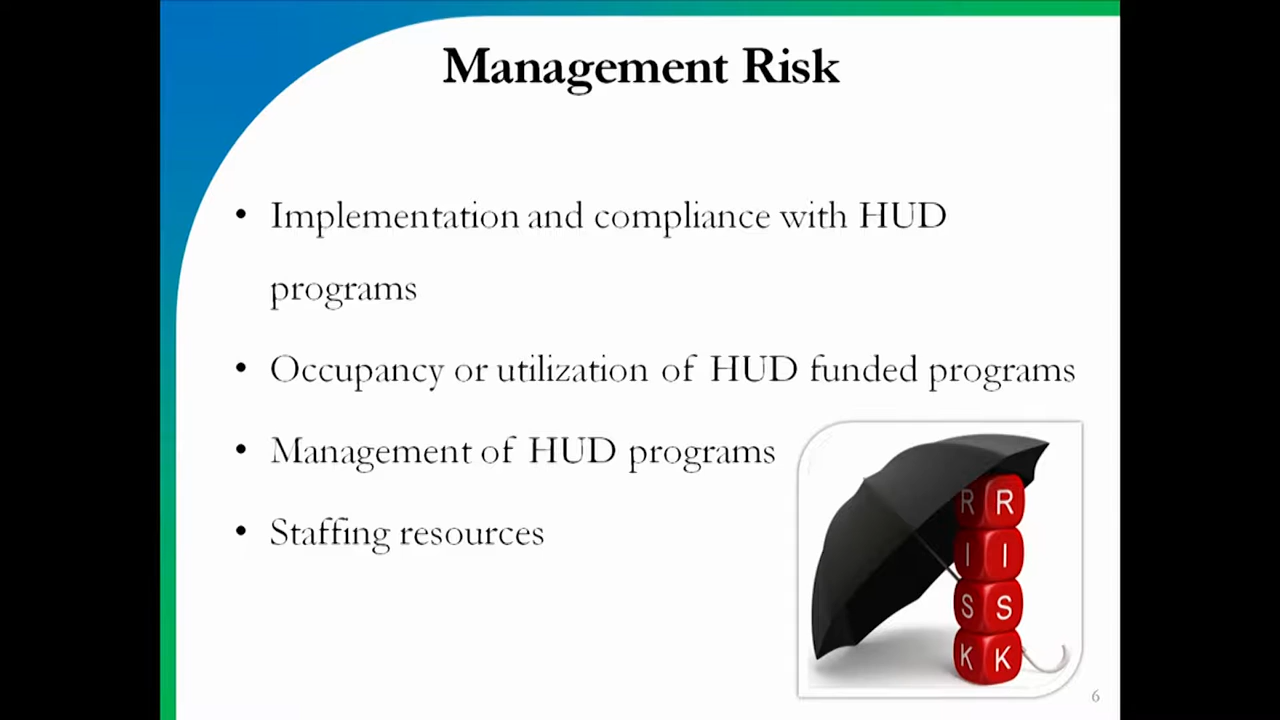 Management Risk
• Implementation and compliance with HUD
programs
• Occupancy or utilization of HUD funded programs
• Management of HUD programs
• Staffing resources
R R
I I
S S
K K
6